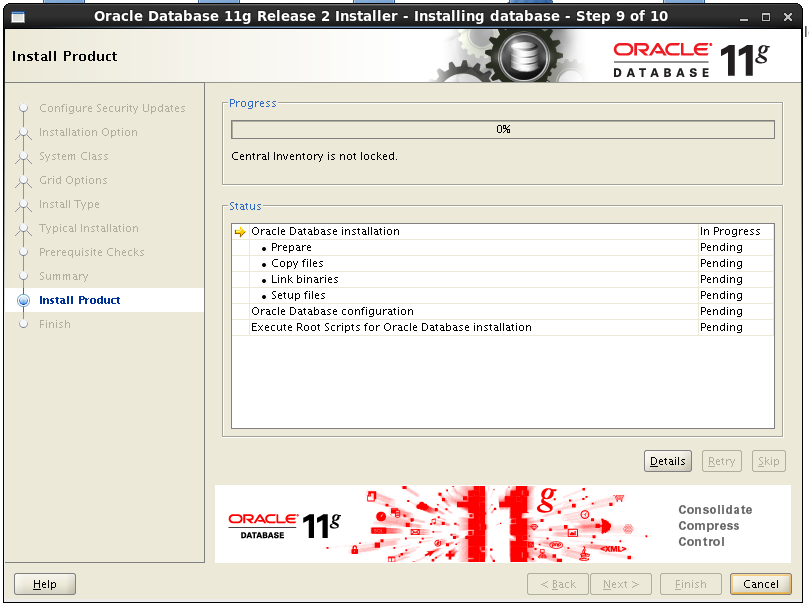 Oracle Database 11g Release 2 Installer - Installing database - Step 9 of 10
Install Product
ORACLE
DATABASE
11g
Configure Security Updates
Installation Option
System Class
Grid Options
Install Type
Typical Installation
Prerequisite Checks
Summary
Install Product
Finish
Progress
0%
Central Inventory is not locked.
Status
Oracle Database installation In Progress
Prepare Pending
Copy files Pending
Link binaries Pending
Setup files Pending
Oracle Database configuration Pending
Execute Root Scripts for Oracle Database installation Pending
Details Retry Skip
ORACLE
DATABASE
11g
11g
<XML>
Consolidate
Compress
Control
Help < Back Next > Finish Cancel